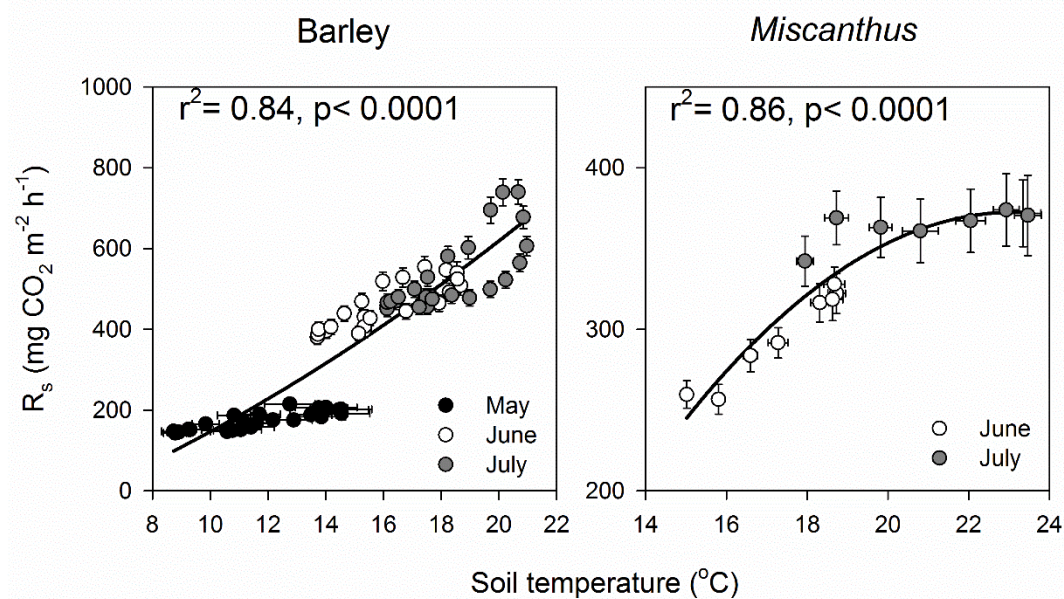 Barley
Miscanthus
r²= 0.84, p< 0.0001
r²= 0.86, p< 0.0001
Rs (mg CO₂ m⁻² h⁻¹)
1000
800
600
400
200
0
400
300
200
May
June
July
June
July
8 10 12 14 16 18 20 22
14 16 18 20 22 24
Soil temperature (°C)